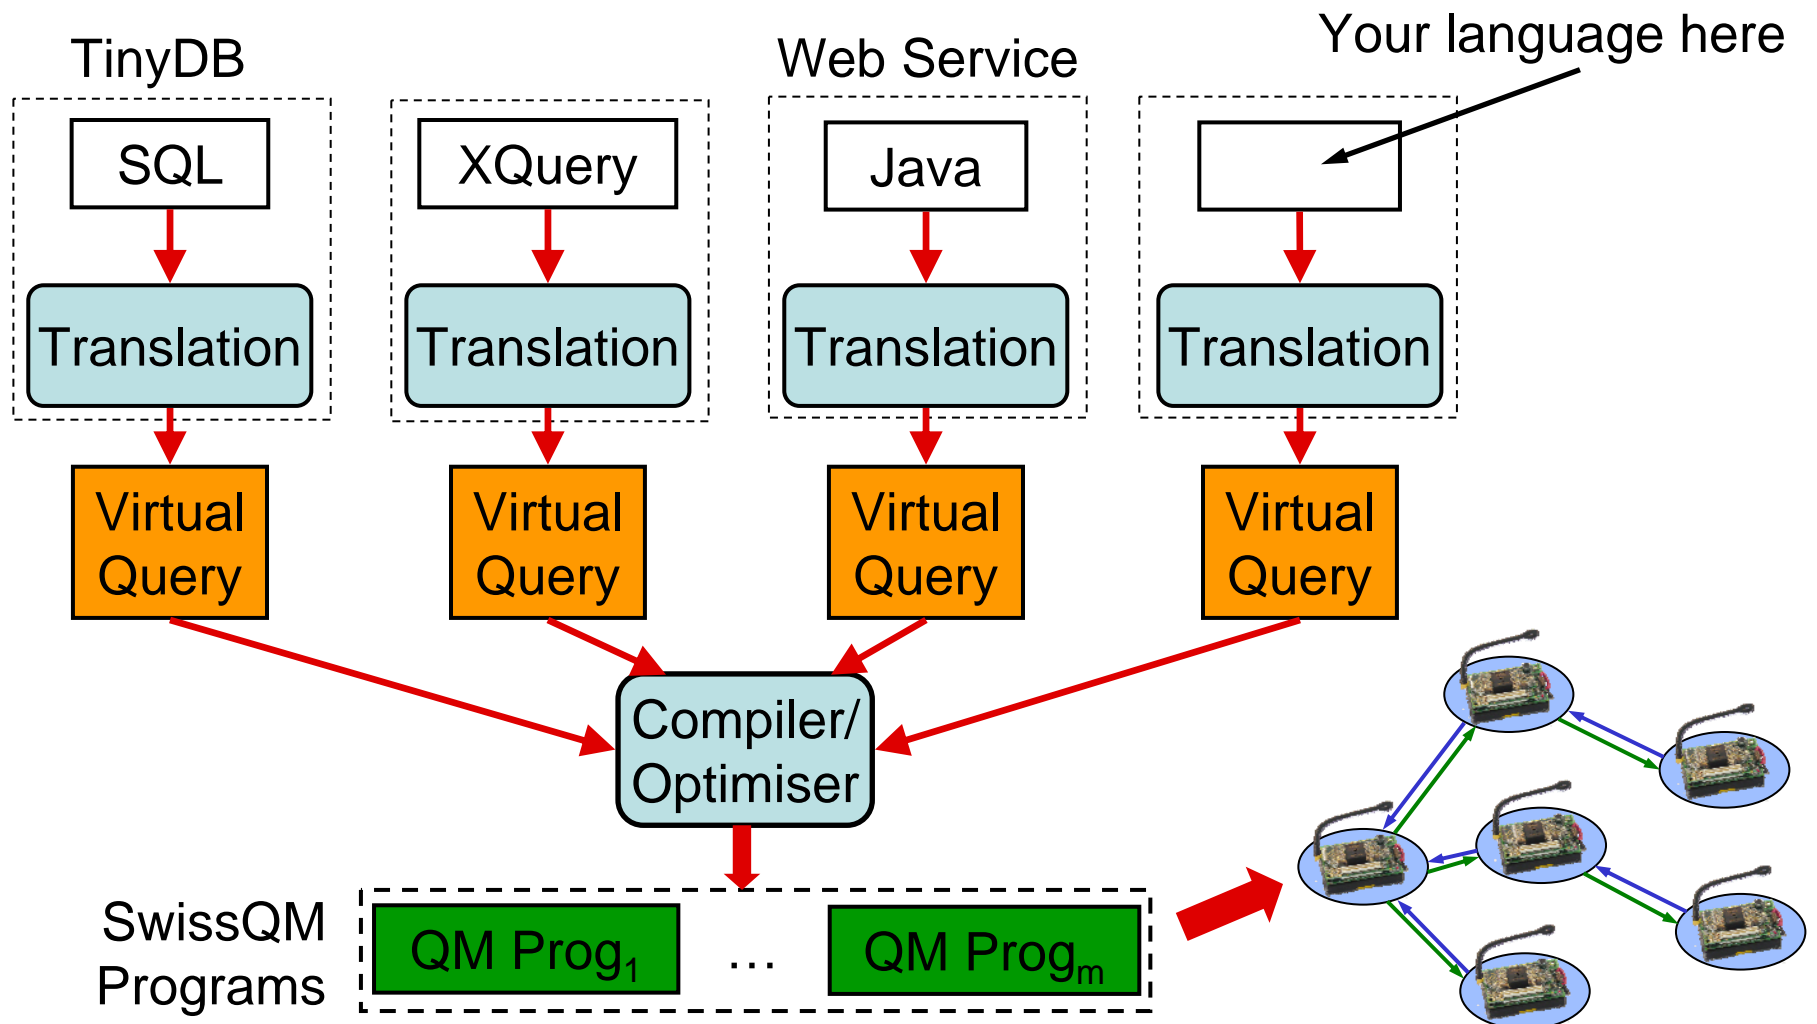 Your language here
TinyDB
Web Service
SQL
XQuery
Java
Translation
Translation
Translation
Translation
Virtual
Query
Virtual
Query
Virtual
Query
Virtual
Query
Compiler/
Optimiser
SwissQM
Programs
QM Prog1
...
QM Progm